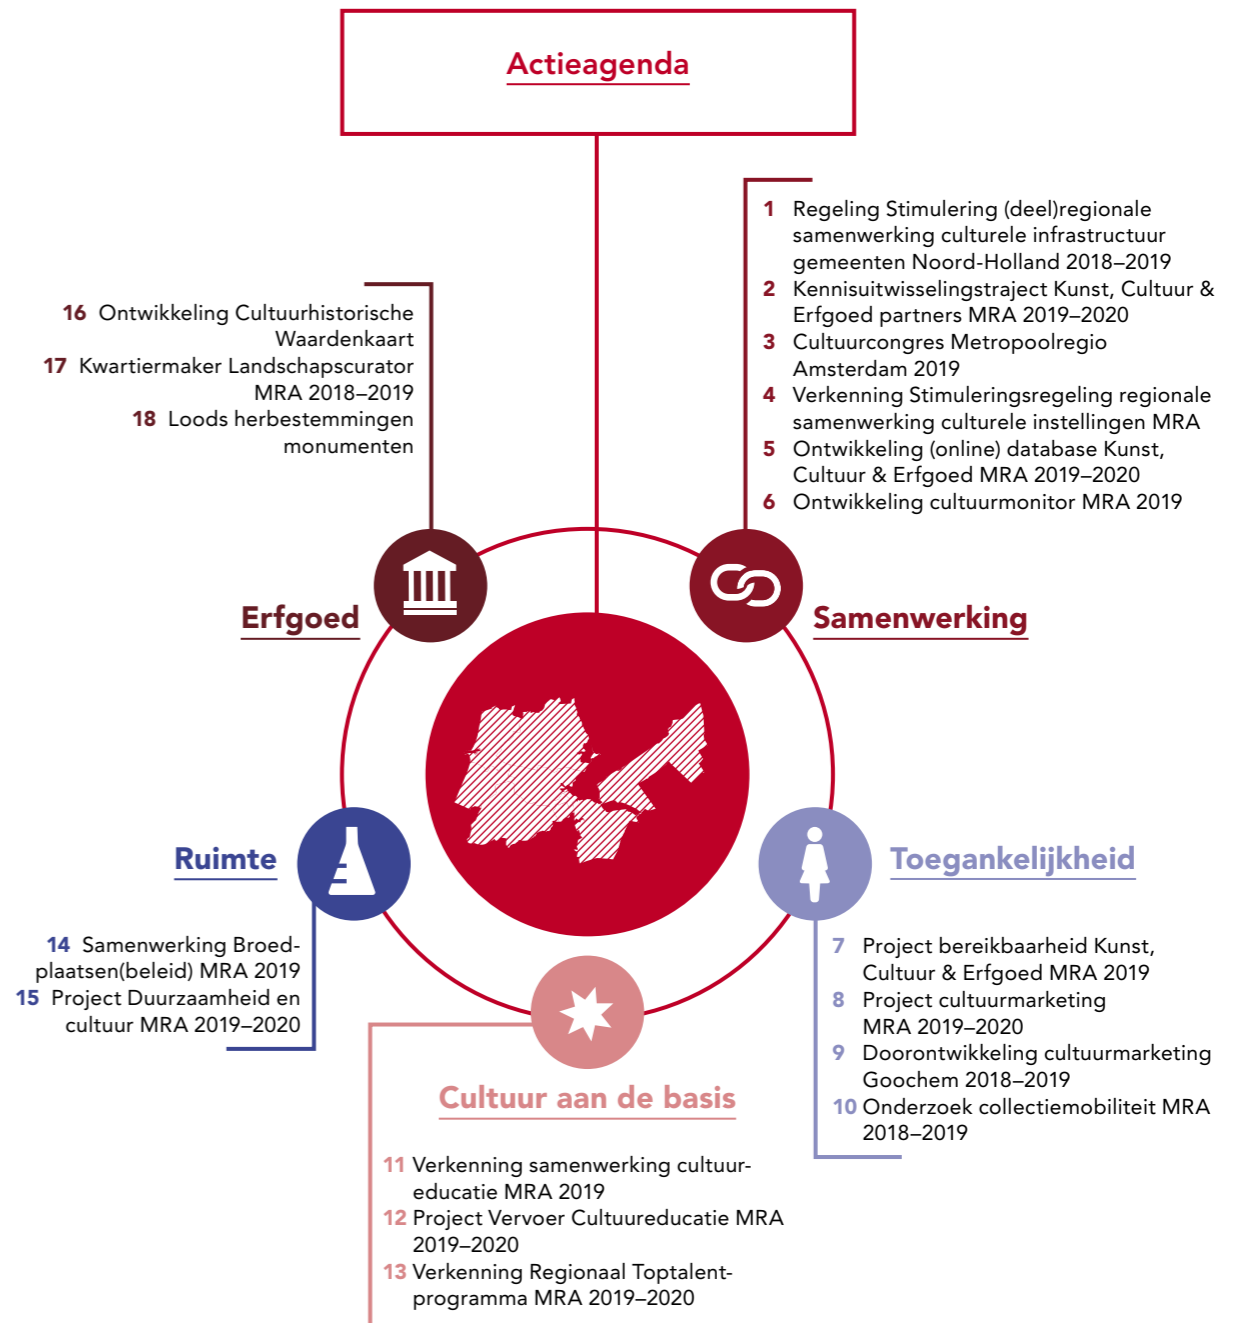 Actieagenda
1 Regeling Stimulering (deel)regionale
samenwerking culturele infrastructuur
gemeenten Noord-Holland 2018–2019
2 Kennisuitwisselingstraject Kunst, Cultuur &
Erfgoed partners MRA 2019–2020
3 Cultuurcongres Metropoolregio
Amsterdam 2019
4 Verkenning Stimuleringsregeling regionale
samenwerking culturele instellingen MRA
5 Ontwikkeling (online) database Kunst,
Cultuur & Erfgoed MRA 2019–2020
6 Ontwikkeling cultuurmonitor MRA 2019
Samenwerking
Toegankelijkheid
7 Project bereikbaarheid Kunst,
Cultuur & Erfgoed MRA 2019
8 Project cultuurmarketing
MRA 2019–2020
9 Doorontwikkeling cultuurmarketing
Goochem 2018–2019
10 Onderzoek collectiemobiliteit MRA
2018–2019
Cultuur aan de basis
11 Verkenning samenwerking cultuur-
educatie MRA 2019
12 Project Vervoer Cultuureducatie MRA
2019–2020
13 Verkenning Regionaal Toptalent-
programma MRA 2019–2020
Ruimte
14 Samenwerking Broed-
plaatsen(beleid) MRA 2019
15 Project Duurzaamheid en
cultuur MRA 2019–2020
16 Ontwikkeling Cultuurhistorische
Waardenkaart
17 Kwartiermaker Landschapscurator
MRA 2018–2019
18 Loods herbestemmingen
monumenten
Erfgoed